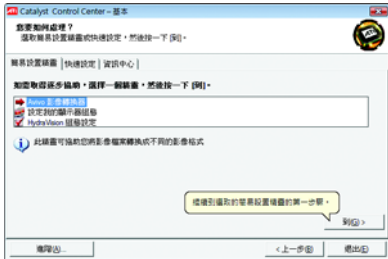 ATI Catalyst Control Center – 基本
您要如何處理？
選取簡易設置精靈或快速設定，然後按一下 [到]。
簡易設置精靈
快速設定
資訊中心
如需取得逐步協助，選擇一個精靈，然後按一下 [到]。
Avivo 影像轉換器
設定我的顯示器組態
HydraVision 組態設定
此精靈可協助您將影像檔案轉換成不同的影像格式
繼續到選取的簡易設置精靈的第一步驟。
到(G) >
進階(A)...
<上一步(B)
退出(E)